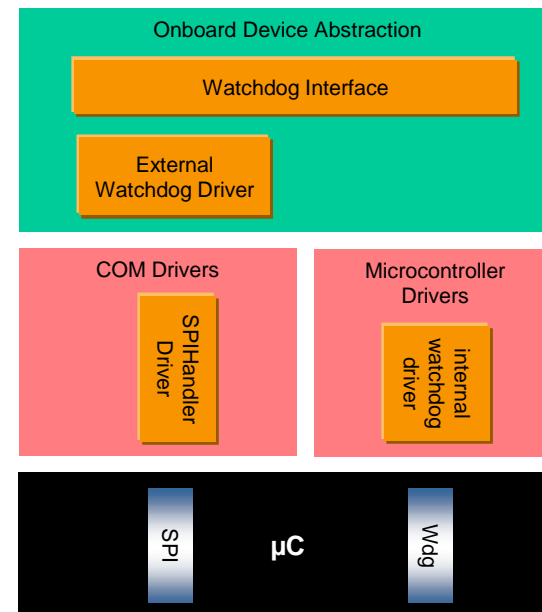 Onboard Device Abstraction
Watchdog Interface
External
Watchdog Driver
COM Drivers
SPIHandler
Driver
Microcontroller
Drivers
internal
watchdog
driver
SPI
µC
Wdg